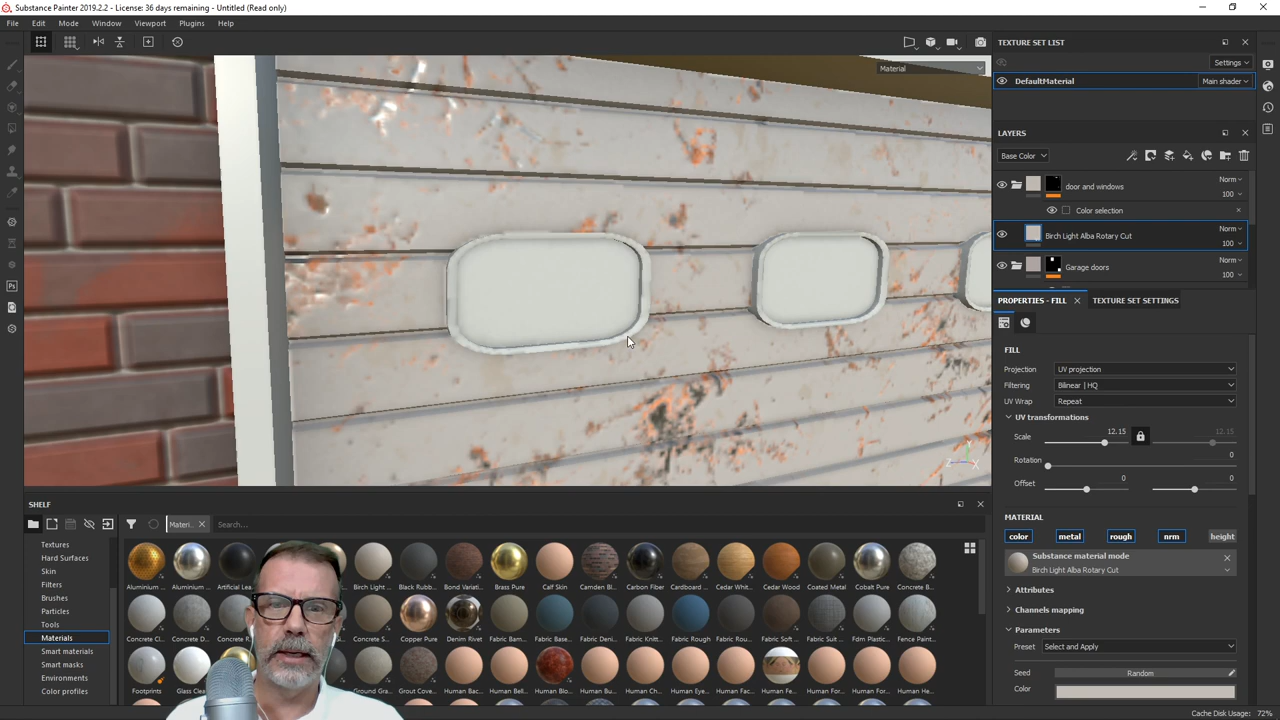 Substance Painter 2019.2.2 - License: 36 days remaining - Untitled (Read only)
File Edit Mode Window Viewport Plugins Help
Material
TEXTURE SET LIST
Settings
DefaultMaterial Main shader
LAYERS
Base Color
door and windows Norm 100
Color selection
Birch Light Alba Rotary Cut Norm 100
Garage doors Norm 100
PROPERTIES - FILL TEXTURE SET SETTINGS
FILL
Projection UV projection
Filtering Bilinear | HQ
UV Wrap Repeat
UV transformations
Scale 12.15 12.15
Rotation 0
Offset 0 0
MATERIAL
color metal rough nrm height
Substance material mode
Birch Light Alba Rotary Cut
Attributes
Channels mapping
Parameters
Preset Select and Apply
Seed Random
Color
Z X
Ps
SHELF
Materi... Search...
Textures
Hard Surfaces
Skin
Filters
Brushes
Particles
Tools
Materials
Smart materials
Smart masks
Environments
Color profiles
Aluminium ... Aluminium ... Artificial Lea... Birch Light ... Black Rubb... Bond Variati... Brass Pure Calf Skin Camden Bl... Carbon Fiber Cardboard ... Cedar Whit... Cedar Wood Coated Metal Cobalt Pure Concrete B...
Concrete Cl... Concrete D... Concrete R... Concrete S... Copper Pure Denim Rivet Fabric Bam... Fabric Base... Fabric Deni... Fabric Knitt... Fabric Rough Fabric Rou... Fabric Soft ... Fabric Suit ... Fdm Plastic... Fence Paint...
Footprints Glass Cle Ground Gra... Grout Cove... Human Bac... Human Bel... Human Blo... Human Bu... Human Ch... Human Eye... Human Fac... Human Fe... Human For... Human For... Human He...
Cache Disk Usage: 72%